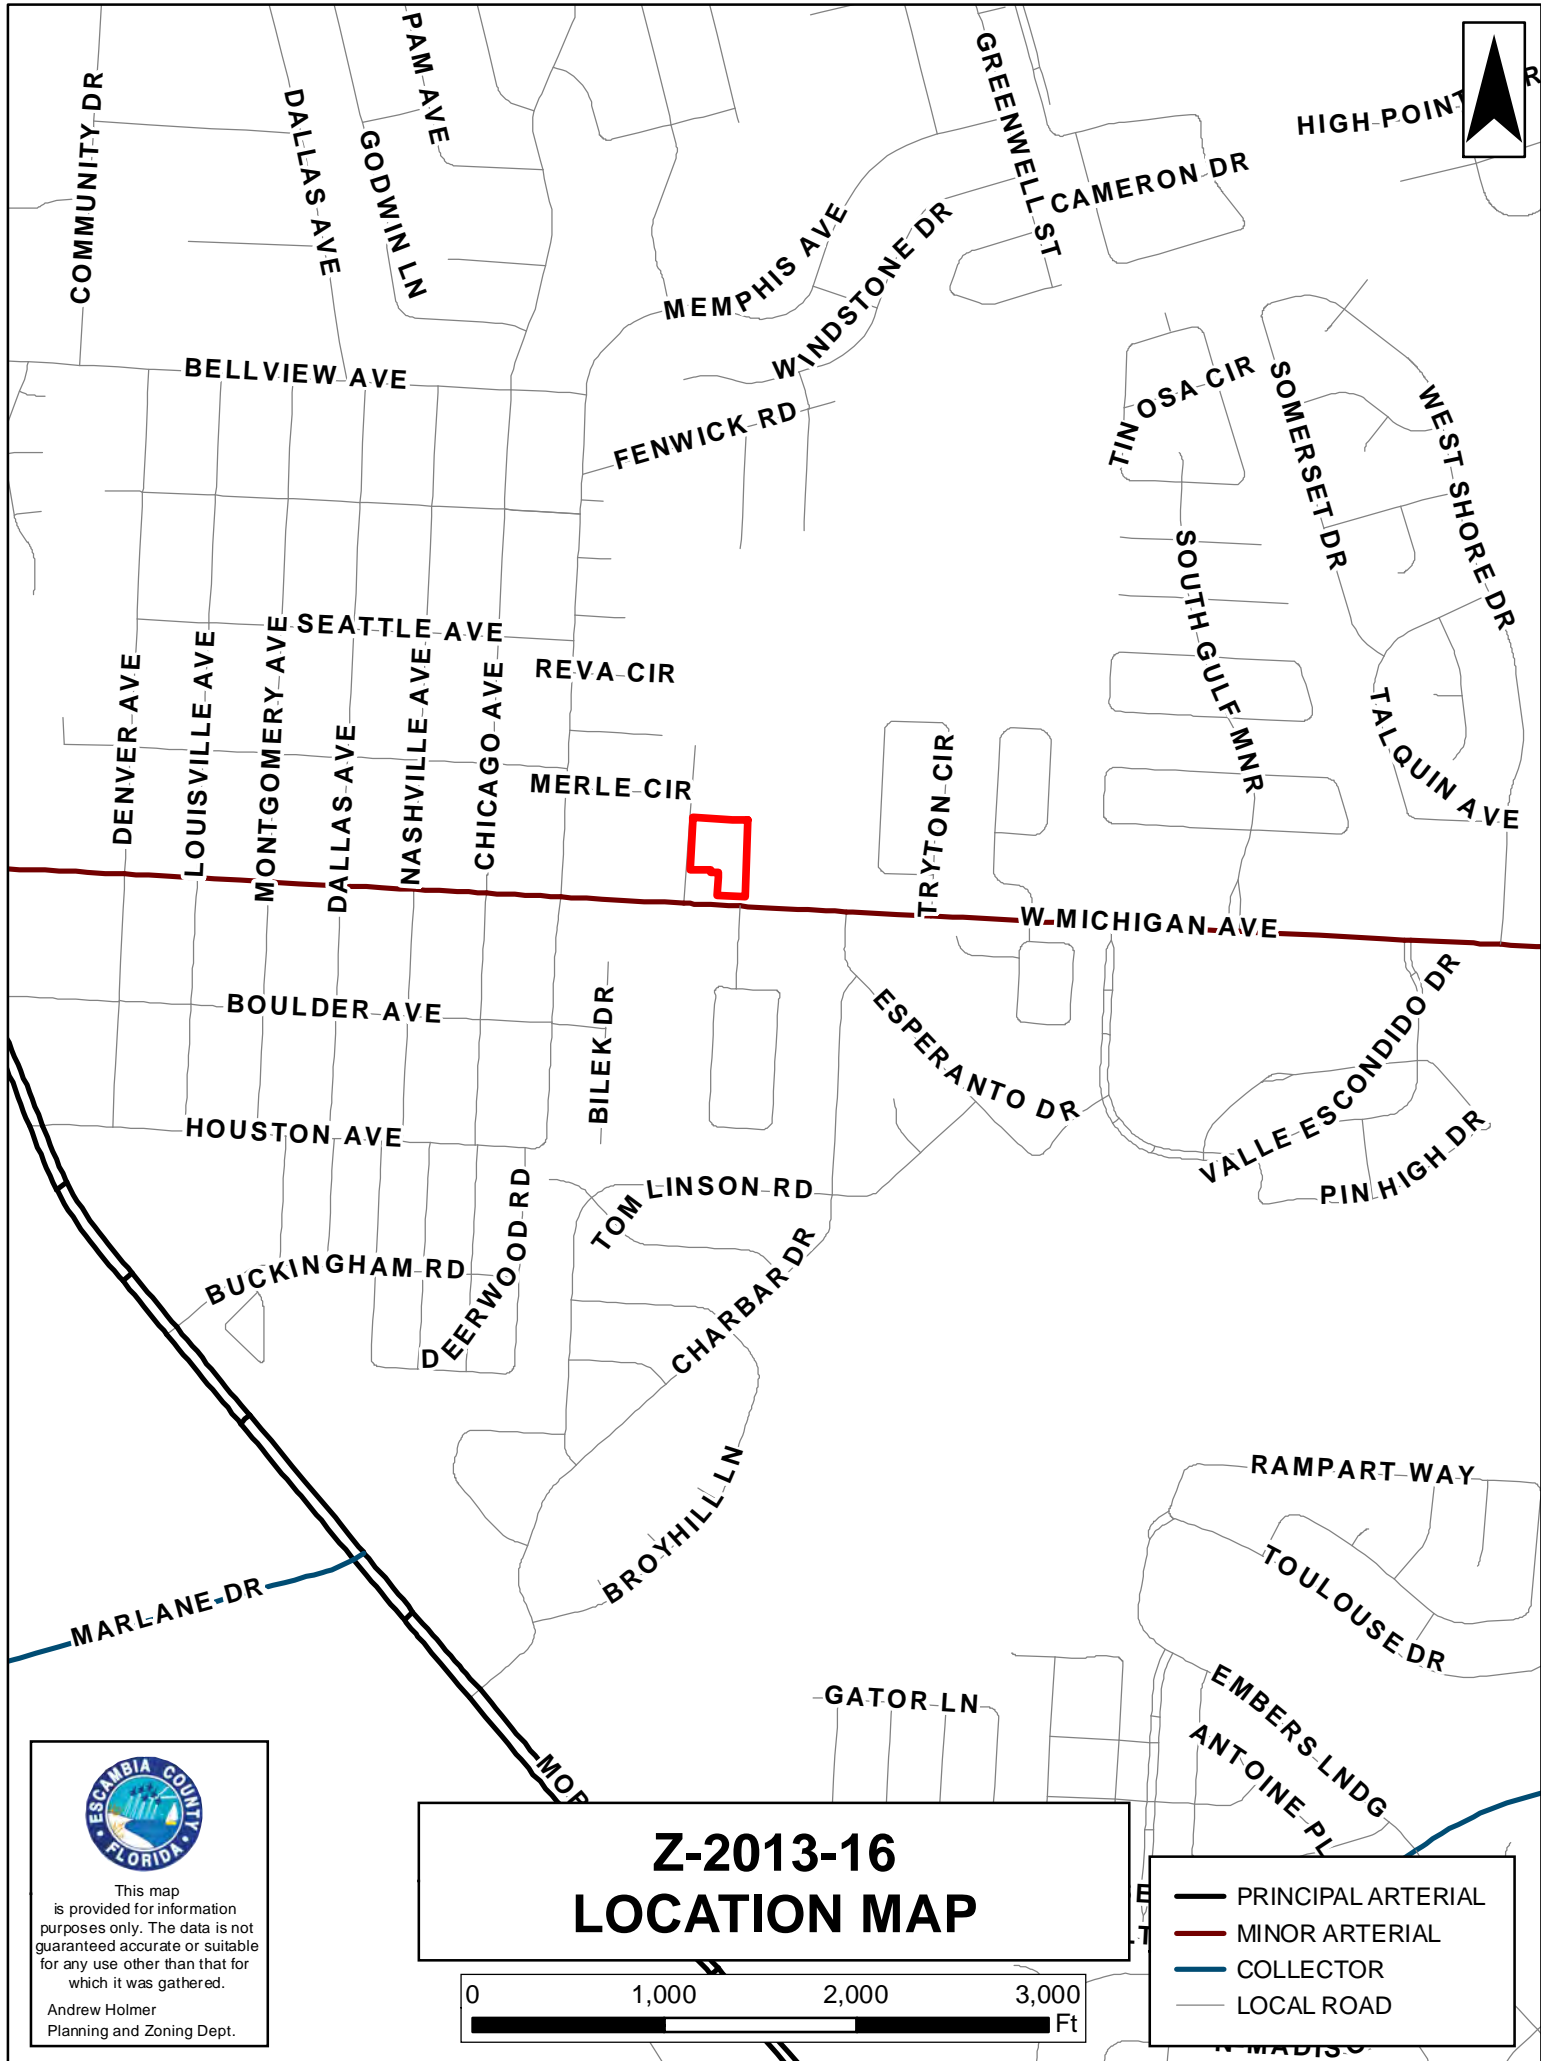 PAM AVE
COMMUNITY DR
DALLAS AVE
GODWIN LN
GREENWELL ST
HIGH POINT
CAMERON DR
MEMPHIS AVE
WINDSTONE DR
BELLVIEW AVE
FENWICK RD
TIN OSA CIR
SOMERSET DR
WEST SHORE DR
SOUTH GULF MNR
SEATTLE AVE
REVA CIR
DENVER AVE
LOUISVILLE AVE
MONTGOMERY AVE
DALLAS AVE
NASHVILLE AVE
CHICAGO AVE
MERLE CIR
TRYTON CIR
TALQUIN AVE
W MICHIGAN AVE
BOULDER AVE
BILEK DR
ESPERANTO DR
VALLE ESCONDIDO DR
HOUSTON AVE
PIN HIGH DR
TOM LINSON RD
DEERWOOD RD
BUCKINGHAM RD
CHARBAR DR
BROYHILL LN
RAMPART WAY
TOULOUSE DR
MARLANE DR
GATOR LN
EMBERS LNDG
ANTOINE PL
ESCAMBIA COUNTY
FLORIDA
This map
is provided for information
purposes only. The data is not
guaranteed accurate or suitable
for any use other than that for
which it was gathered.
Andrew Holmer
Planning and Zoning Dept.
Z-2013-16
LOCATION MAP
0 1,000 2,000 3,000
Ft
PRINCIPAL ARTERIAL
MINOR ARTERIAL
COLLECTOR
LOCAL ROAD